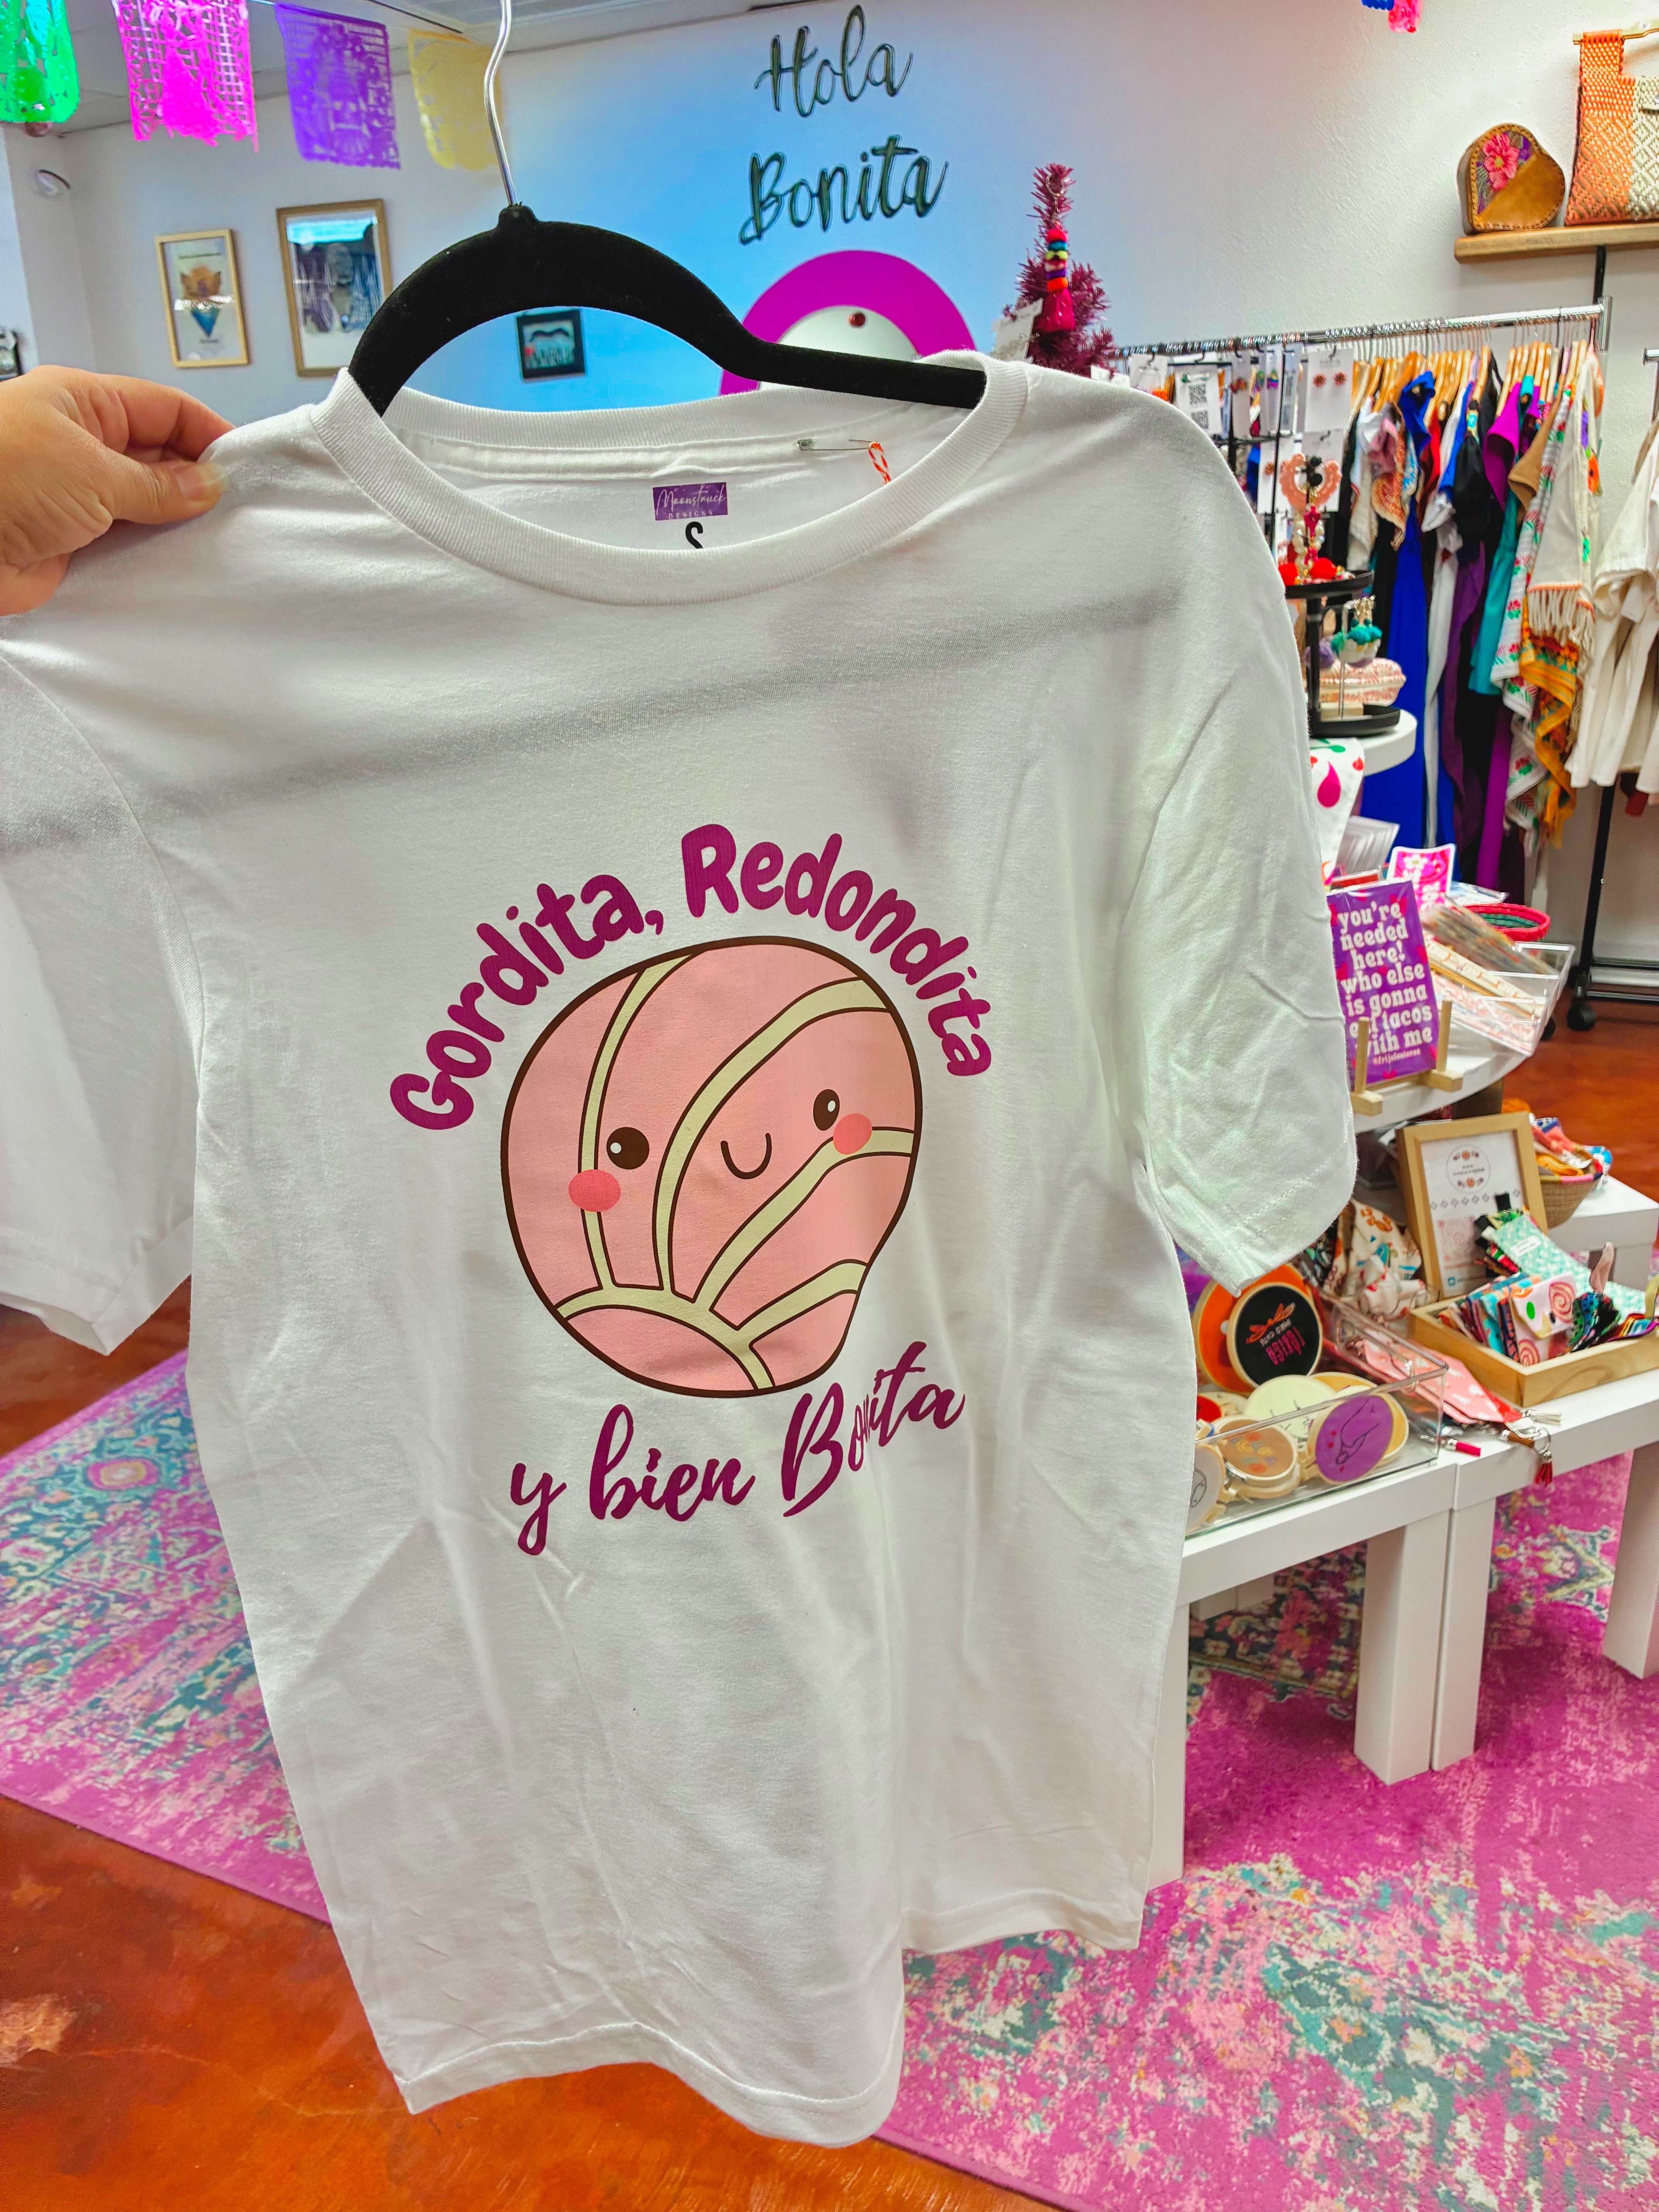 Hola
Bonita
Moonstruck
DESIGNS
S
Gordita, Redondita
y bien Bonita
you're
needed
here!
who else
is gonna
eat tacos
with me